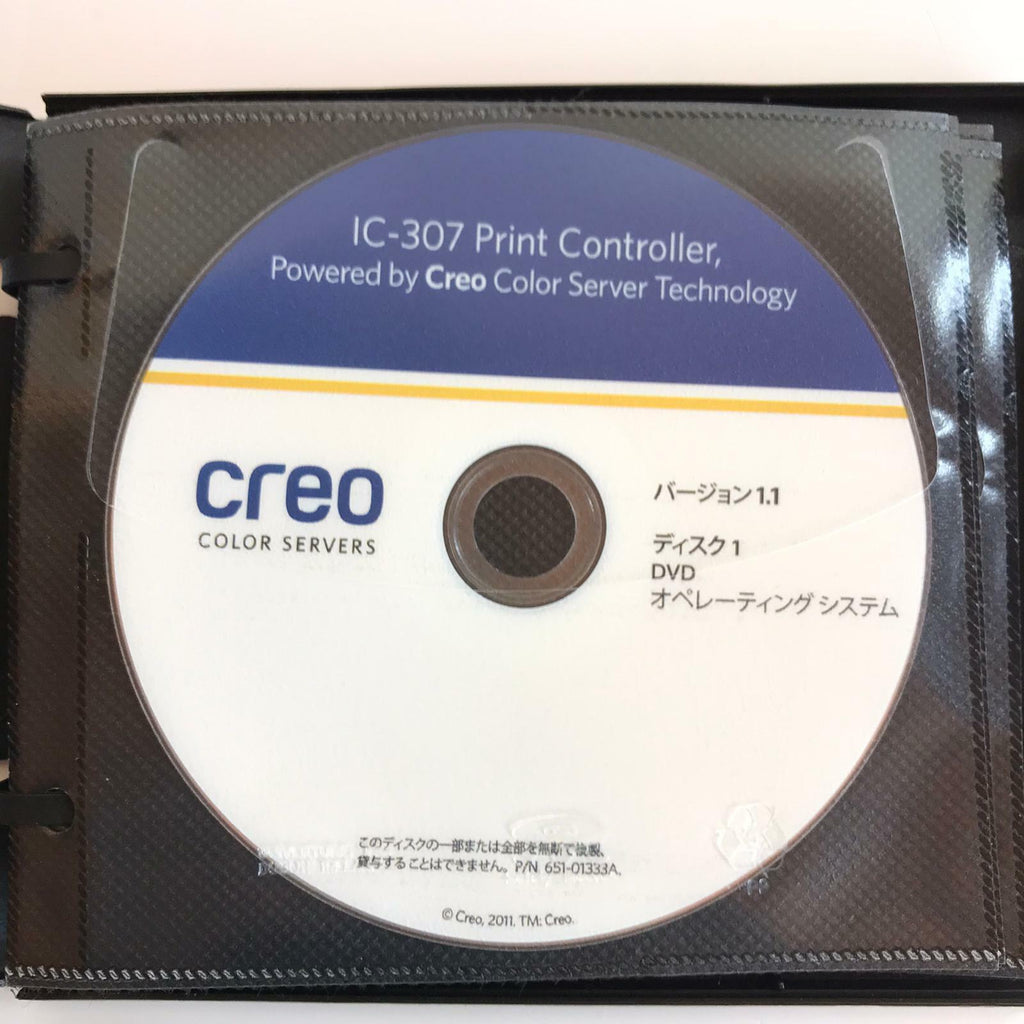 IC-307 Print Controller,
Powered by Creo Color Server Technology
creo
COLOR SERVERS
バージョン 1.1
ディスク 1
DVD
オペレーティング システム
このディスクの一部または全部を無断で複製、
貸与することはできません。P/N 651-01333A.
© Creo, 2011. TM: Creo.